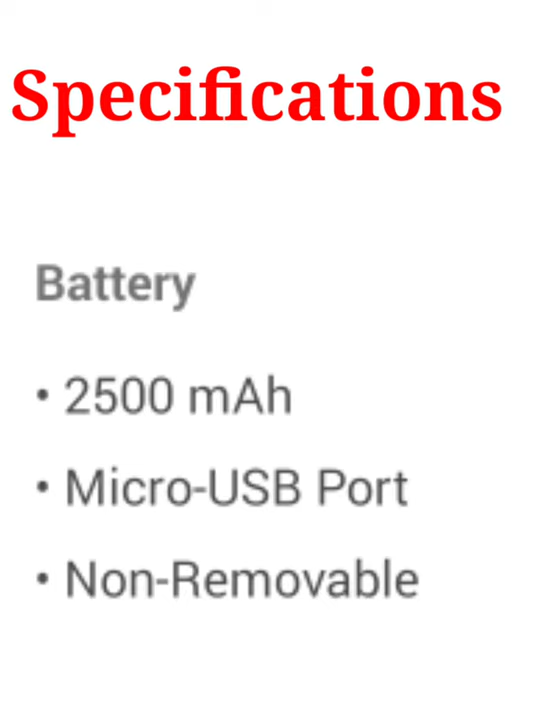 Specifications
Battery
• 2500 mAh
• Micro-USB Port
• Non-Removable